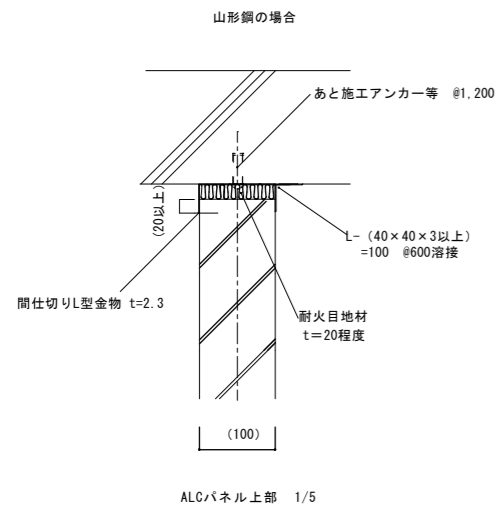 山形鋼の場合
あと施工アンカー等 @1,200
(20以上)
L-（40×40×3以上）
=100 @600溶接
間仕切りL型金物 t=2.3
耐火目地材
t＝20程度
(100)
ALCパネル上部 1/5